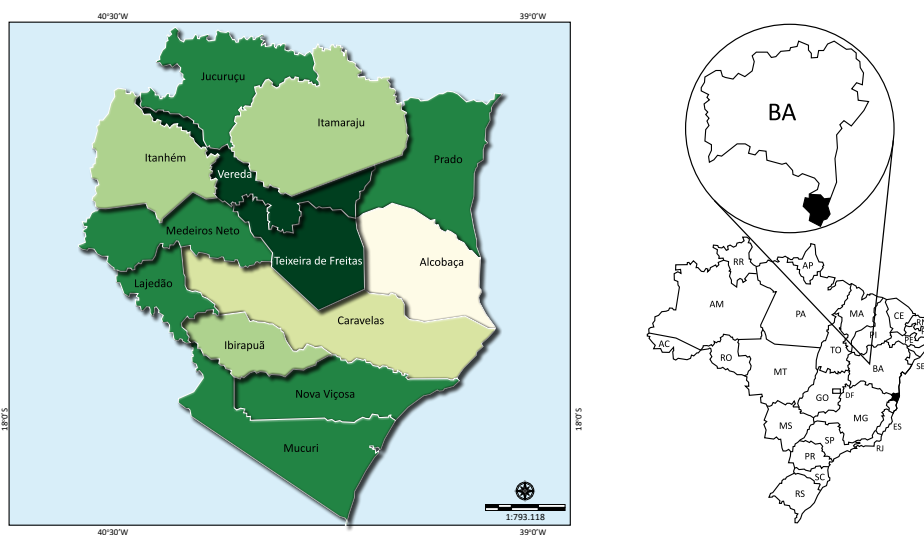 40°30'W
39°0'W
Jucuruçu
Itamaraju
Itanhém
Prado
Vereda
Medeiros Neto
Teixeira de Freitas
Alcobaça
Lajedão
Caravelas
Ibirapuã
Nova Viçosa
Mucuri
18°0'S
18°0'S
1:793.118
40°30'W
39°0'W
BA
RR
AP
AM
PA
MA
CE
PI
PE
AC
RO
TO
SE
MT
BA
GO
DF
MG
MS
ES
SP
RJ
PR
SC
RS